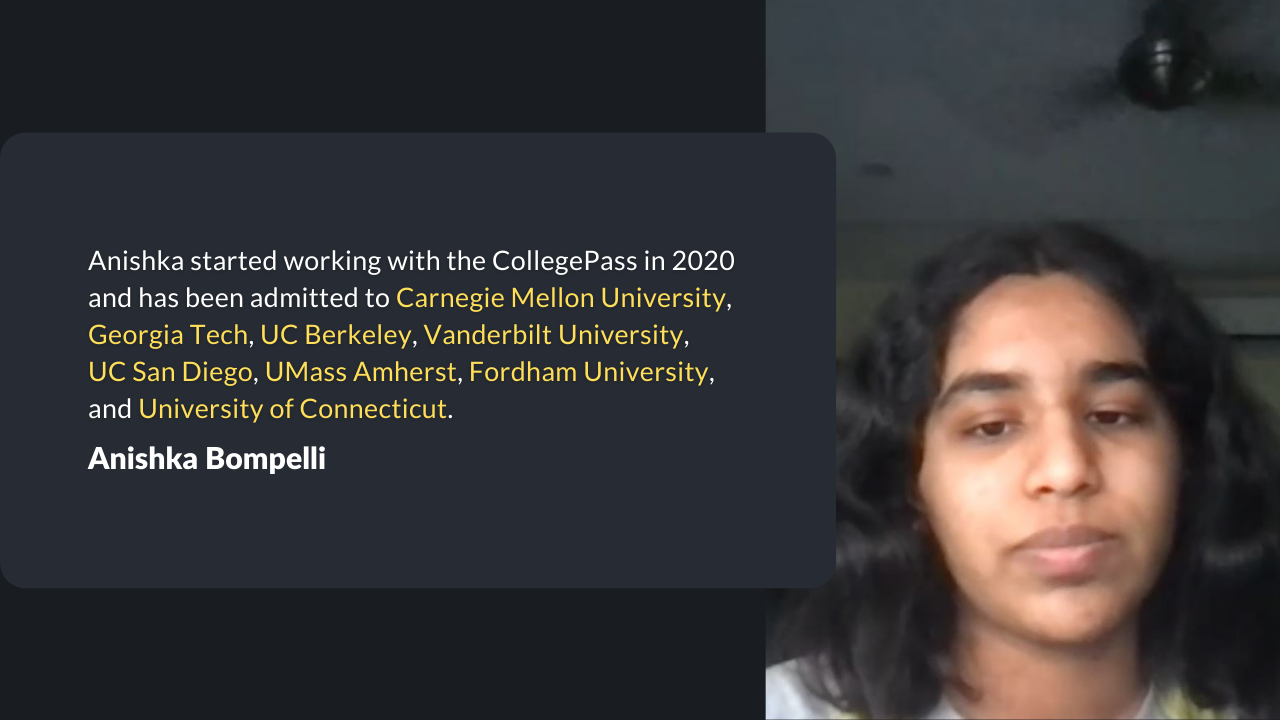 Anishka started working with the CollegePass in 2020
and has been admitted to Carnegie Mellon University,
Georgia Tech, UC Berkeley, Vanderbilt University,
UC San Diego, UMass Amherst, Fordham University,
and University of Connecticut.
Anishka Bompelli